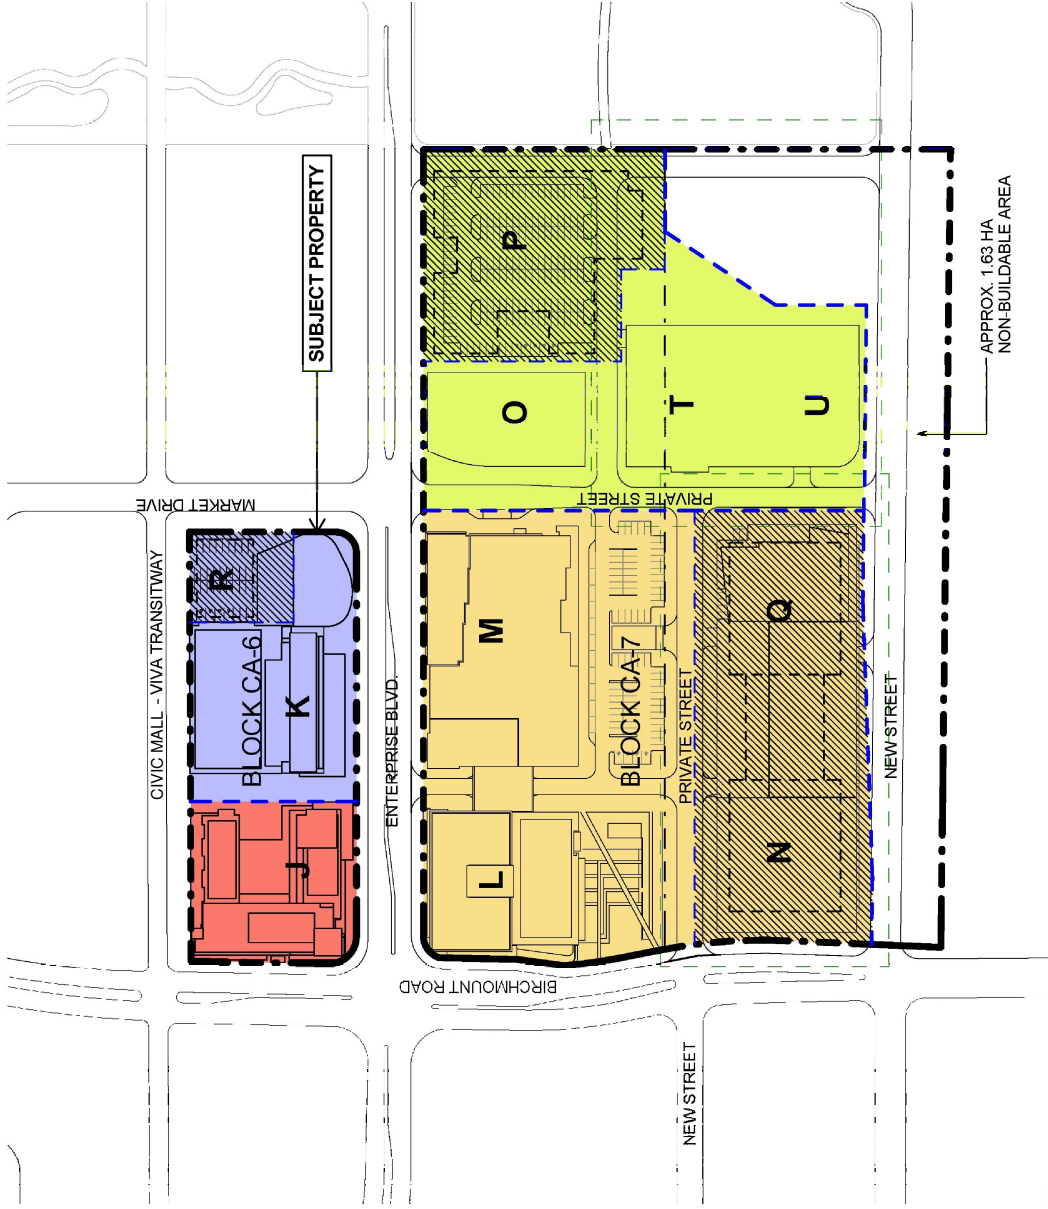 SUBJECT PROPERTY
APPROX. 1.63 HA
NON-BUILDABLE AREA
P
O
T
U
MARKET DRIVE
PRIVATE STREET
CIVIC MALL - VIVA TRANSITWAY
R
BLOCK CA-6
K
J
ENTERPRISE BLVD.
M
BLOCK CA-7
L
PRIVATE STREET
Q
N
NEW STREET
BIRCHMOUNT ROAD
NEW STREET